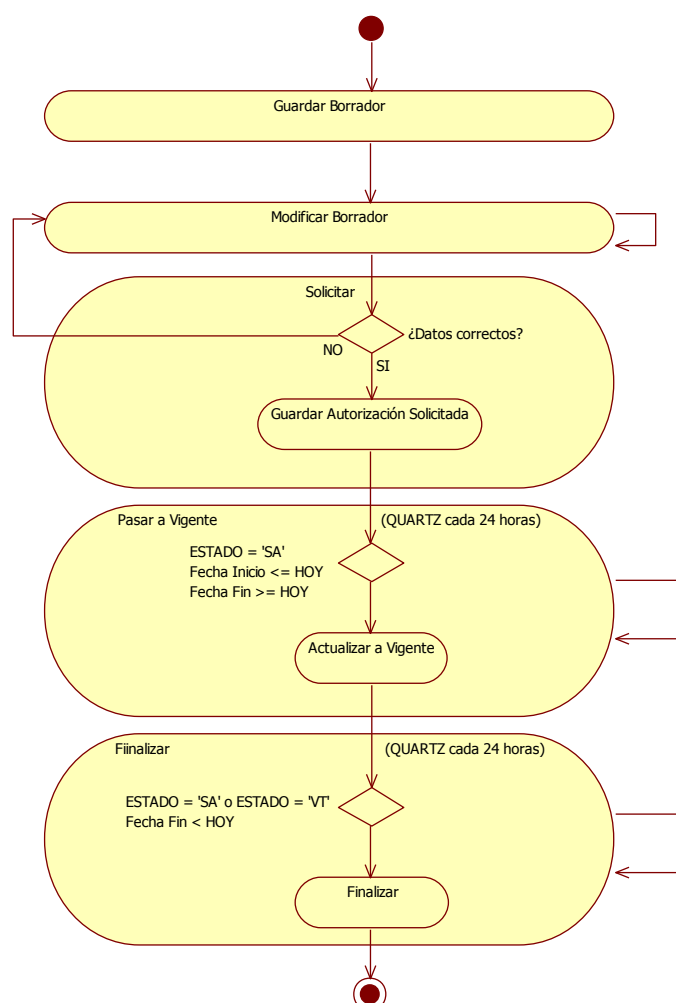 Guardar Borrador
Modificar Borrador
Solicitar
¿Datos correctos?
NO
SI
Guardar Autorización Solicitada
Pasar a Vigente
(QUARTZ cada 24 horas)
ESTADO = 'SA'
Fecha Inicio <= HOY
Fecha Fin >= HOY
Actualizar a Vigente
Fiinalizar
(QUARTZ cada 24 horas)
ESTADO = 'SA' o ESTADO = 'VT'
Fecha Fin < HOY
Finalizar